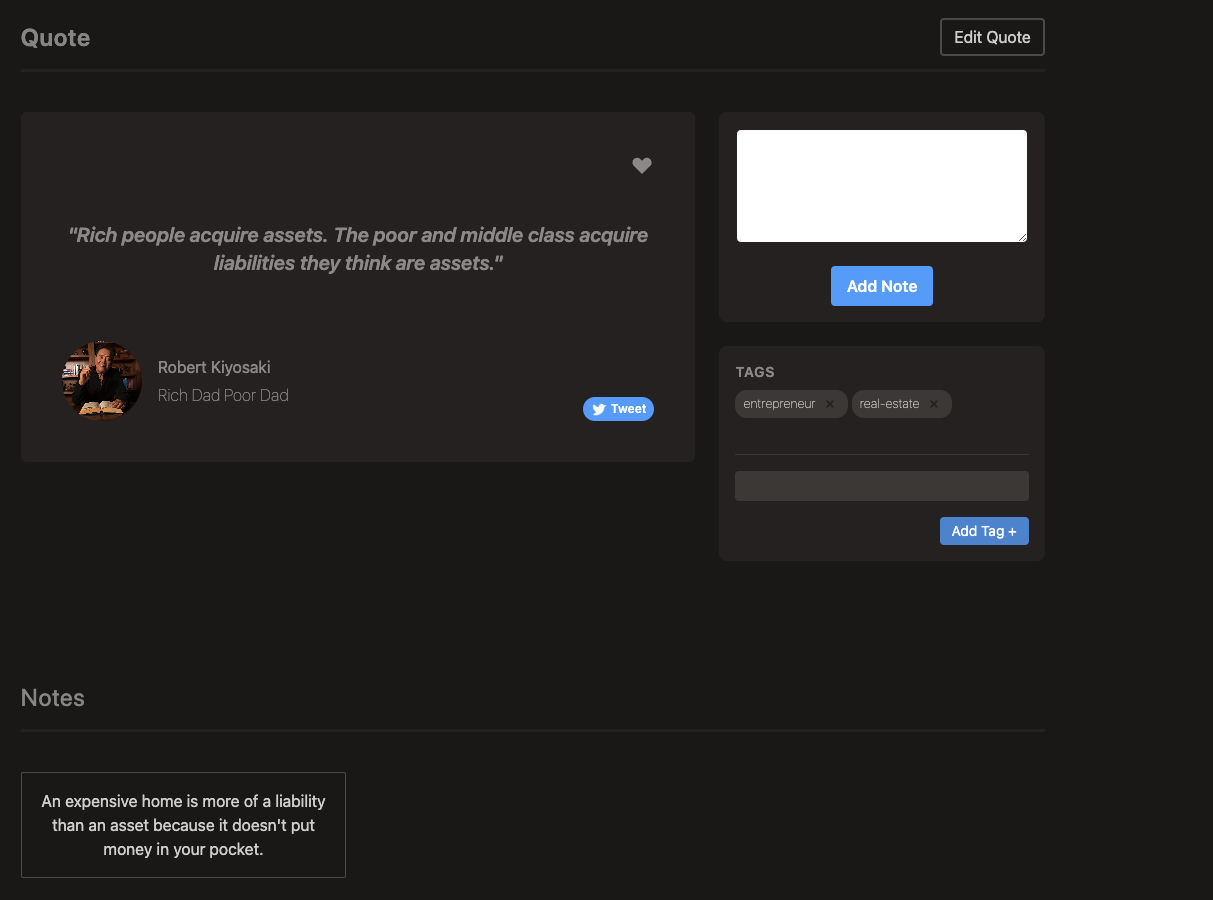 Quote
Edit Quote
"Rich people acquire assets. The poor and middle class acquire
liabilities they think are assets."
Robert Kiyosaki
Rich Dad Poor Dad
Tweet
Add Note
TAGS
entrepreneur ×
real-estate ×
Add Tag +
Notes
An expensive home is more of a liability
than an asset because it doesn't put
money in your pocket.